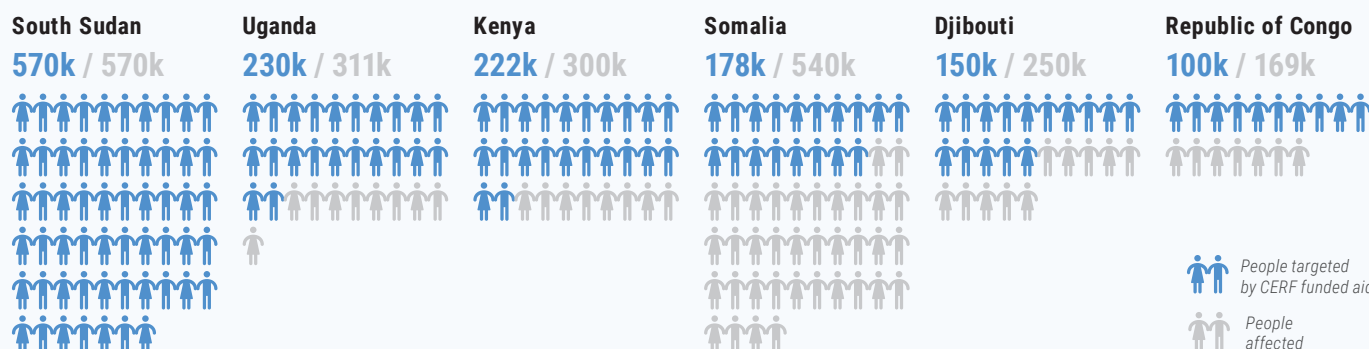 South Sudan
570k / 570k
Uganda
230k / 311k
Kenya
222k / 300k
Somalia
178k / 540k
Djibouti
150k / 250k
Republic of Congo
100k / 169k
People targeted
by CERF funded aid
People
affected